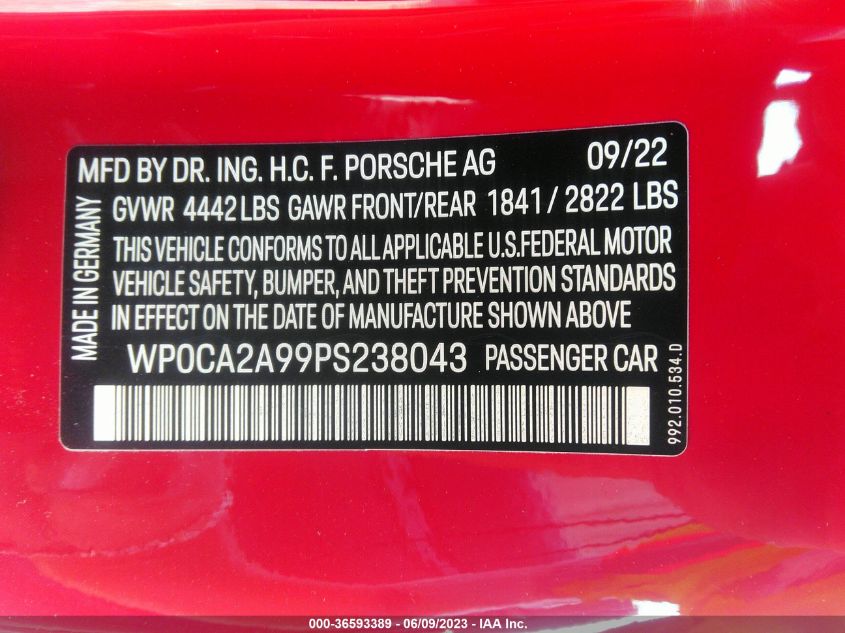 MFD BY DR. ING. H.C. F. PORSCHE AG 09/22
GVWR 4442 LBS GAWR FRONT/REAR 1841 / 2822 LBS
THIS VEHICLE CONFORMS TO ALL APPLICABLE U.S.FEDERAL MOTOR
VEHICLE SAFETY, BUMPER, AND THEFT PREVENTION STANDARDS
IN EFFECT ON THE DATE OF MANUFACTURE SHOWN ABOVE
WP0CA2A99PS238043 PASSENGER CAR
MADE IN GERMANY
992.010.534.D
000-36593389 - 06/09/2023 - IAA Inc.